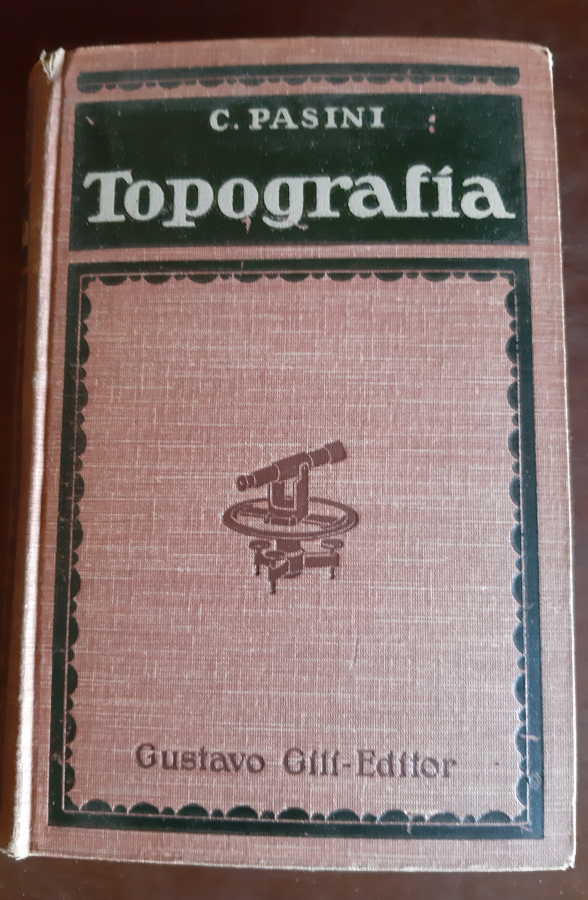 C. PASINI
Topografía
Gustavo Gili-Editor